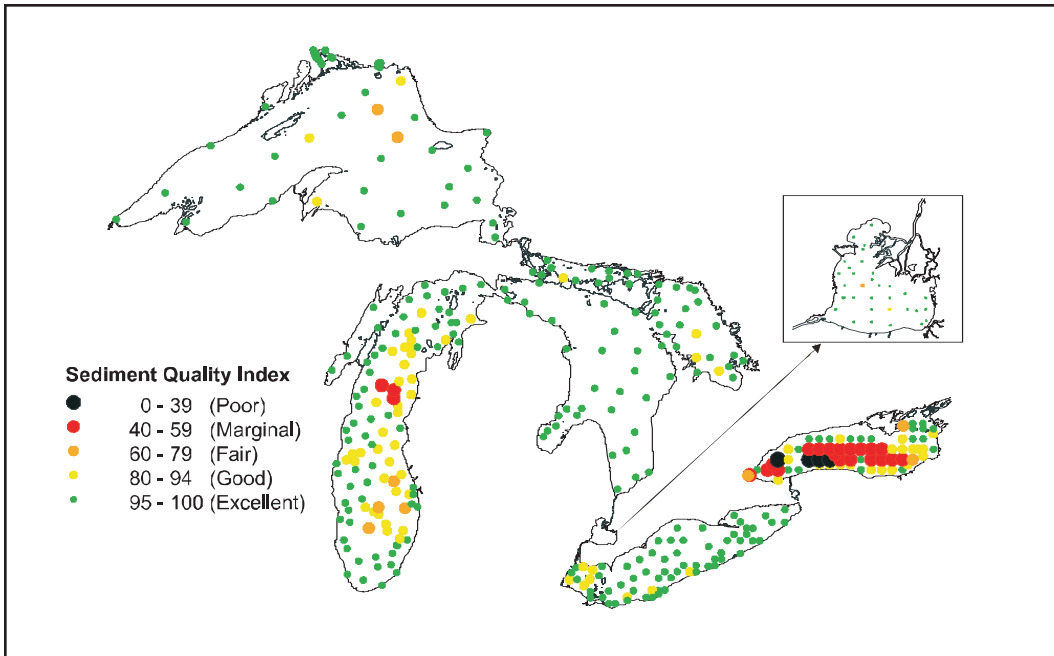 Sediment Quality Index
0 - 39 (Poor)
40 - 59 (Marginal)
60 - 79 (Fair)
80 - 94 (Good)
95 - 100 (Excellent)